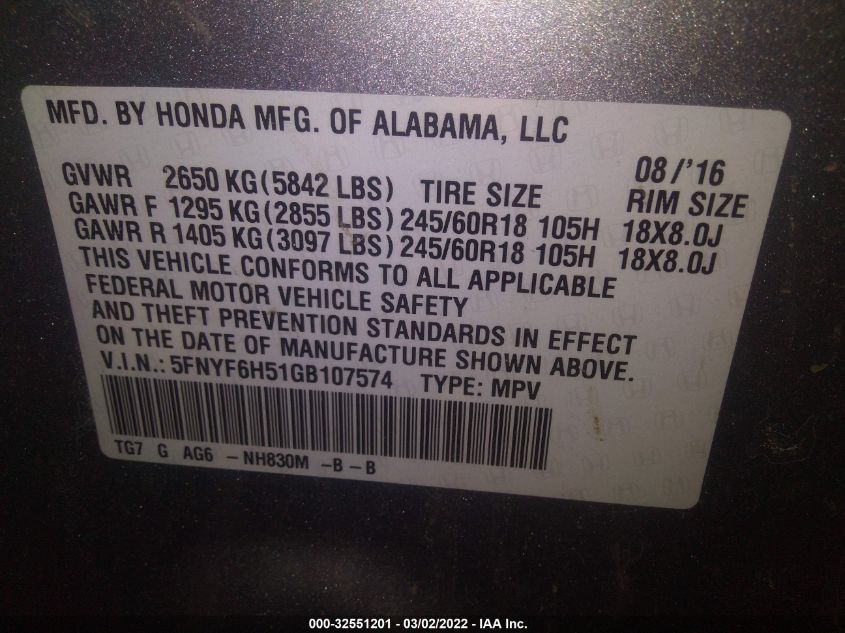 MFD. BY HONDA MFG. OF ALABAMA, LLC
08/'16
GVWR 2650 KG(5842 LBS) TIRE SIZE RIM SIZE
GAWR F 1295 KG(2855 LBS) 245/60R18 105H 18X8.0J
GAWR R 1405 KG(3097 LBS) 245/60R18 105H 18X8.0J
THIS VEHICLE CONFORMS TO ALL APPLICABLE
FEDERAL MOTOR VEHICLE SAFETY
AND THEFT PREVENTION STANDARDS IN EFFECT
ON THE DATE OF MANUFACTURE SHOWN ABOVE.
V.I.N.: 5FNYF6H51GB107574 TYPE: MPV
TG7 G AG6 - NH830M - B - B
000-32551201 - 03/02/2022 - IAA Inc.